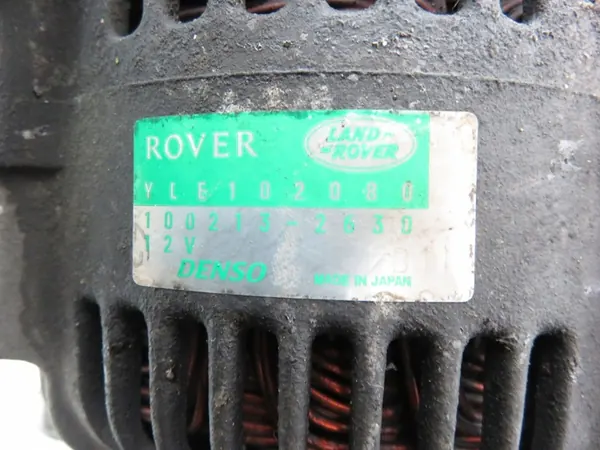 ROVER
LAND-
ROVER
YLE102080
100213-2630
12V
DENSO
MADE IN JAPAN